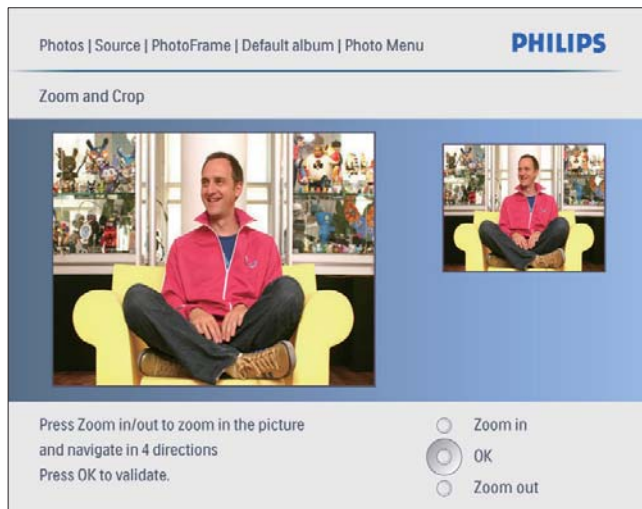 Photos | Source | PhotoFrame | Default album | Photo Menu
PHILIPS
Zoom and Crop
Press Zoom in/out to zoom in the picture
and navigate in 4 directions
Press OK to validate.
Zoom in
OK
Zoom out